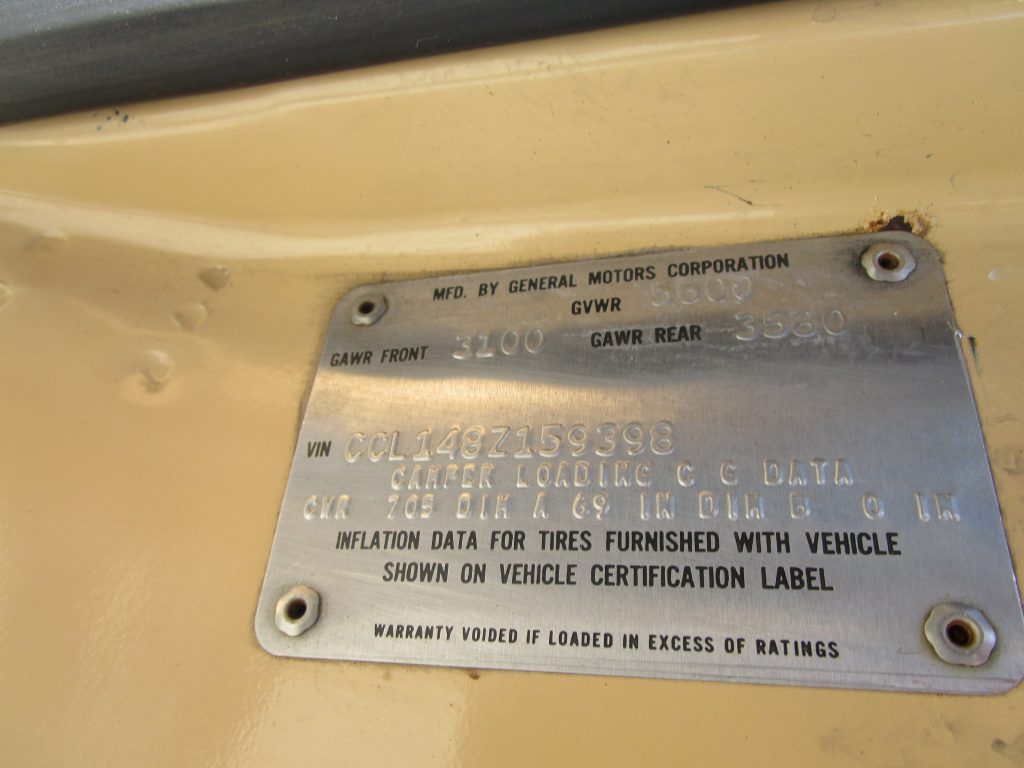 MFD. BY GENERAL MOTORS CORPORATION
GVWR 5600
GAWR FRONT 3100 GAWR REAR 3580
VIN CCL148Z159398
CAMPER LOADING C G DATA
CWR 705 DIM A 69 IN DIM B 0 IN
INFLATION DATA FOR TIRES FURNISHED WITH VEHICLE
SHOWN ON VEHICLE CERTIFICATION LABEL
WARRANTY VOIDED IF LOADED IN EXCESS OF RATINGS